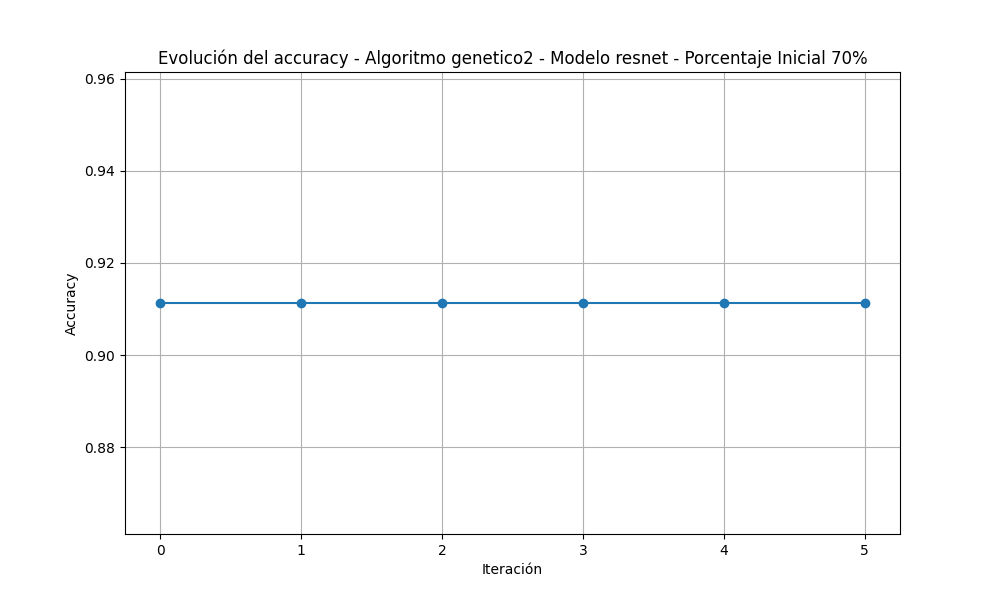 Evolución del accuracy - Algoritmo genetico2 - Modelo resnet - Porcentaje Inicial 70%
0.96
0.94
0.92
0.90
0.88
Accuracy
0 1 2 3 4 5
Iteración